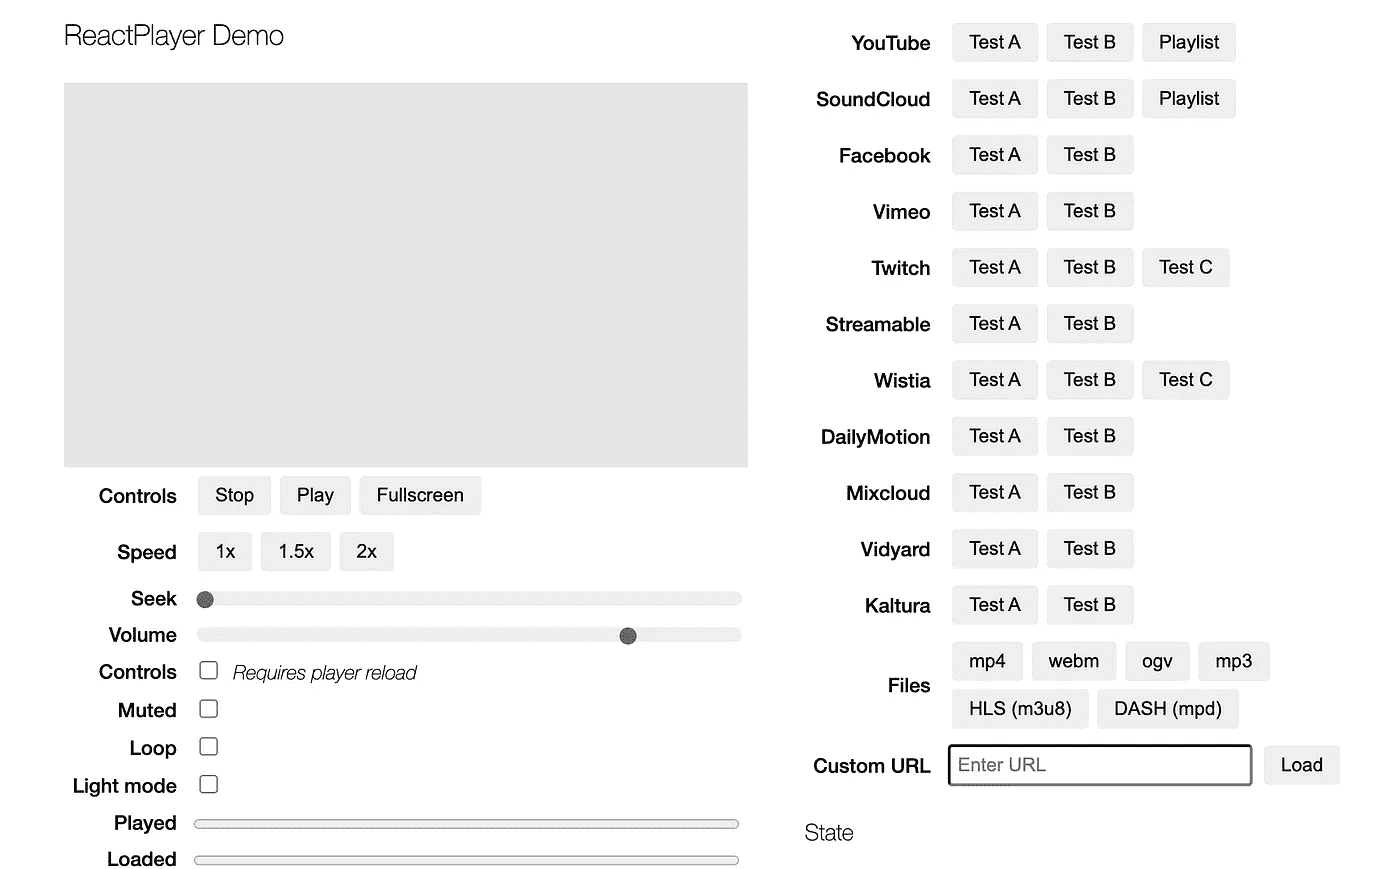 ReactPlayer Demo
Controls Stop Play Fullscreen
Speed 1x 1.5x 2x
Seek
Volume
Controls Requires player reload
Muted
Loop
Light mode
Played
Loaded
YouTube Test A Test B Playlist
SoundCloud Test A Test B Playlist
Facebook Test A Test B
Vimeo Test A Test B
Twitch Test A Test B Test C
Streamable Test A Test B
Wistia Test A Test B Test C
DailyMotion Test A Test B
Mixcloud Test A Test B
Vidyard Test A Test B
Kaltura Test A Test B
Files mp4 webm ogv mp3
HLS (m3u8) DASH (mpd)
Custom URL Enter URL Load
State